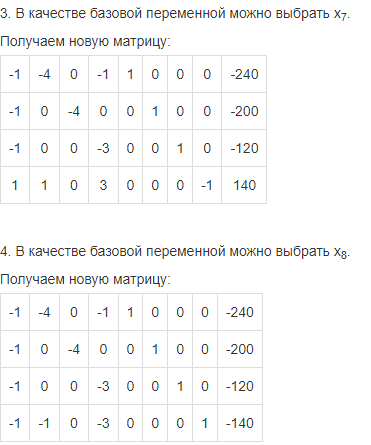 3. В качестве базовой переменной можно выбрать x7.
Получаем новую матрицу:
-1 -4 0 -1 1 0 0 0 -240
-1 0 -4 0 0 1 0 0 -200
-1 0 0 -3 0 0 1 0 -120
1 1 0 3 0 0 0 -1 140
4. В качестве базовой переменной можно выбрать x8.
Получаем новую матрицу:
-1 -4 0 -1 1 0 0 0 -240
-1 0 -4 0 0 1 0 0 -200
-1 0 0 -3 0 0 1 0 -120
-1 -1 0 -3 0 0 0 1 -140